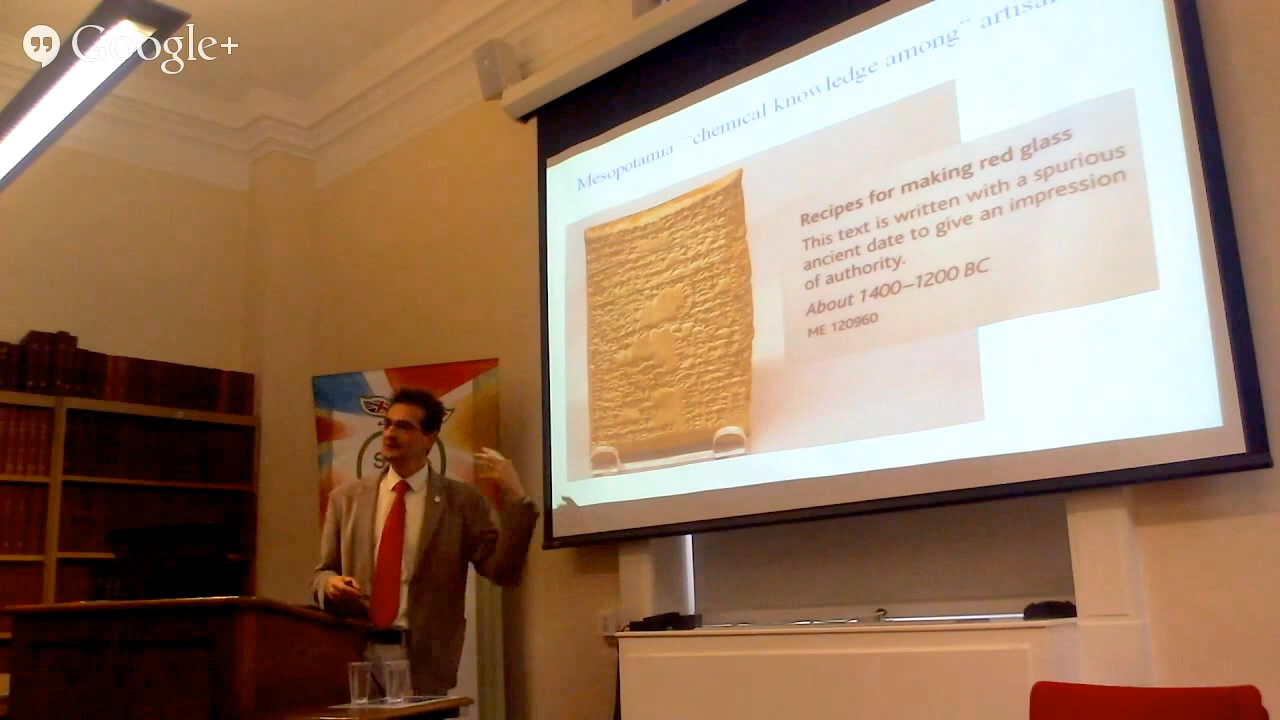 Google+
Mesopotamia ¨chemical knowledge among¨ artisa
Recipes for making red glass
This text is written with a spurious
ancient date to give an impression
of authority.
About 1400–1200 BC
ME 120960
S